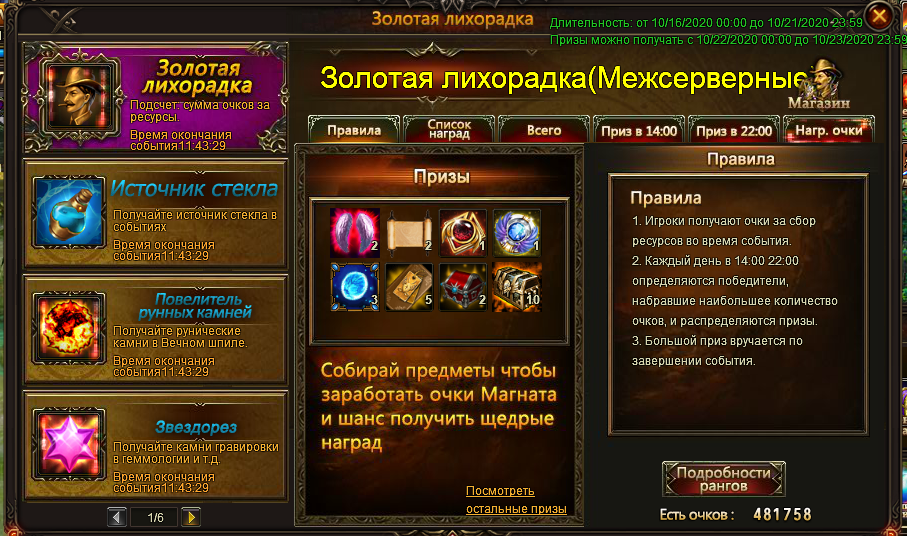 Золотая лихорадка
Длительность: от 10/16/2020 00:00 до 10/21/2020 23:59
Призы можно получать с 10/22/2020 00:00 до 10/23/2020 23:59
Золотая
лихорадка
Подсчет: сумма очков за
ресурсы.
Время окончания
события11:43:29
Источник стекла
Получайте источник стекла в
событиях
Время окончания
события11:43:29
Повелитель
рунных камней
Получайте рунические
камни в Вечном шпиле.
Время окончания
события11:43:29
Звездорез
Получайте камни гравировки
в геммологии и т.д.
Время окончания
события11:43:29
1/6
Золотая лихорадка(Межсерверные)
Магазин
Правила
Список
наград
Всего
Приз в 14:00
Приз в 22:00
Нагр. очки
Призы
2
2
1
1
3
5
2
10
Собирай предметы чтобы
заработать очки Магната
и шанс получить щедрые
наград
Посмотреть
остальные призы
Правила
Правила
1. Игроки получают очки за сбор
ресурсов во время события.
2. Каждый день в 14:00 22:00
определяются победители,
набравшие наибольшее количество
очков, и распределяются призы.
3. Большой приз вручается по
завершении события.
Подробности
рангов
Есть очков : 481758